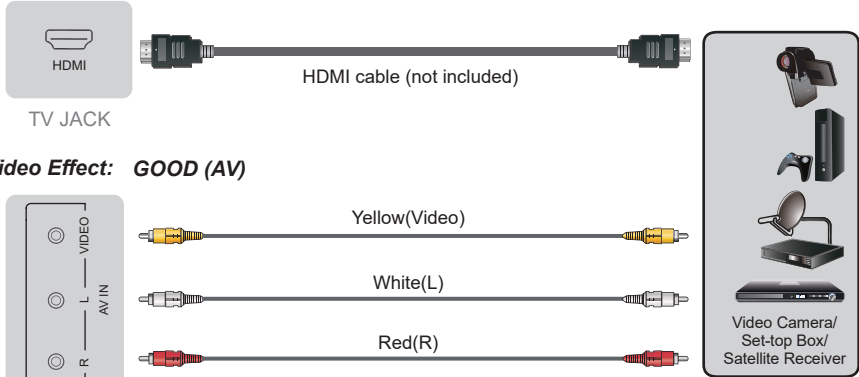 HDMI
HDMI cable (not included)
TV JACK
ideo Effect: GOOD (AV)
VIDEO
Yellow(Video)
L
AV IN
White(L)
R
Red(R)
Video Camera/
Set-top Box/
Satellite Receiver